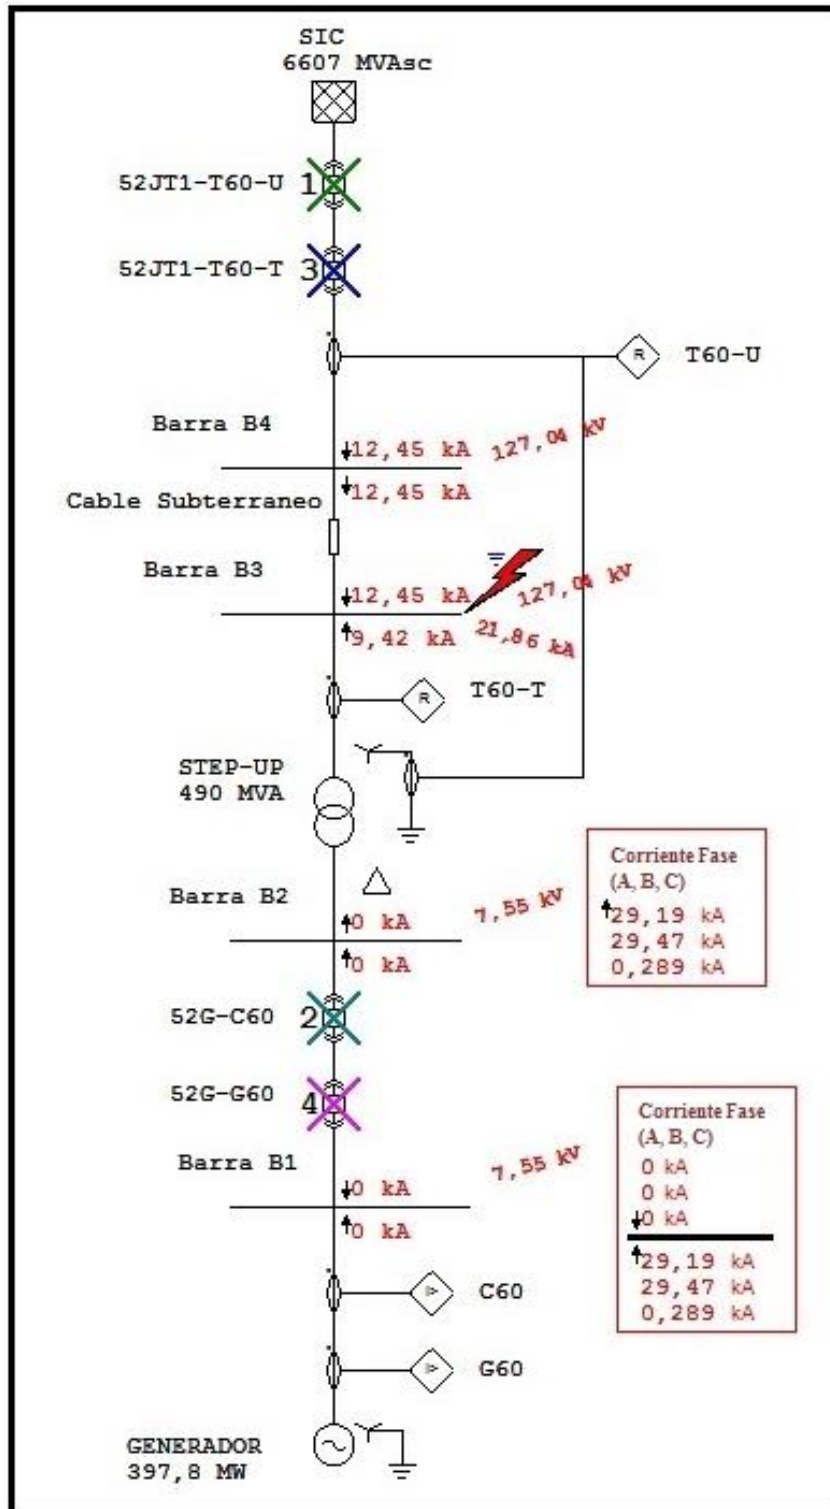 SIC
6607 MVAsc
52JT1-T60-U 1
52JT1-T60-T 3
R T60-U
Barra B4
12,45 kA 127,04 kV
12,45 kA
Cable Subterraneo
Barra B3
12,45 kA 127,04 kV
9,42 kA 21,86 kA
R T60-T
STEP-UP
490 MVA
Corriente Fase
(A, B, C)
29,19 kA
29,47 kA
0,289 kA
Barra B2
0 kA 7,55 kV
0 kA
52G-C60 2
52G-G60 4
Barra B1
0 kA 7,55 kV
0 kA
Corriente Fase
(A, B, C)
0 kA
0 kA
0 kA
29,19 kA
29,47 kA
0,289 kA
I> C60
I> G60
GENERADOR
397,8 MW